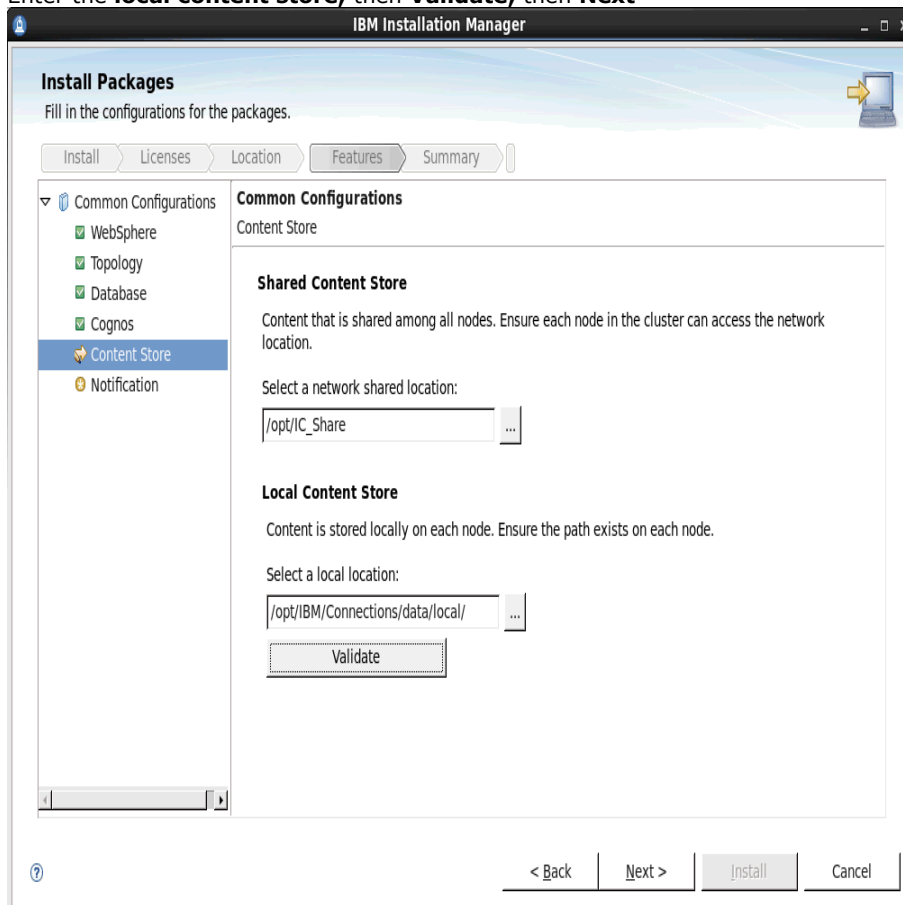 Enter the local content Store, then Validate, then Next
IBM Installation Manager
Install Packages
Fill in the configurations for the packages.
Install
Licenses
Location
Features
Summary
Common Configurations
WebSphere
Topology
Database
Cognos
Content Store
Notification
Common Configurations
Content Store
Shared Content Store
Content that is shared among all nodes. Ensure each node in the cluster can access the network
location.
Select a network shared location:
/opt/IC_Share
...
Local Content Store
Content is stored locally on each node. Ensure the path exists on each node.
Select a local location:
/opt/IBM/Connections/data/local/
...
Validate
< Back
Next >
Install
Cancel